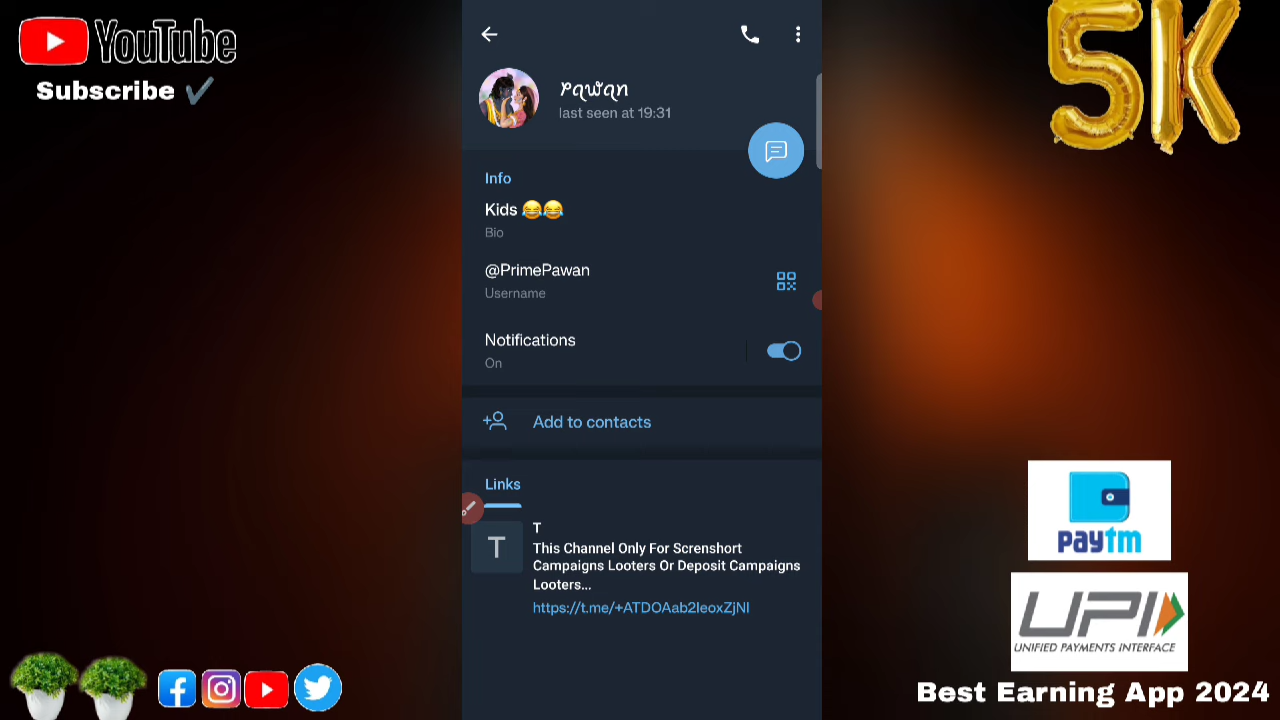 YouTube
Subscribe ✔
5K
Pawan
last seen at 19:31
Info
Kids 😂😂
Bio
@PrimePawan
Username
Notifications
On
Add to contacts
Links
T
T
This Channel Only For Screnshort
Campaigns Looters Or Deposit Campaigns
Looters...
https://t.me/+ATDOAab2leoxZjNl
paytm
UPI
UNIFIED PAYMENTS INTERFACE
Best Earning App 2024